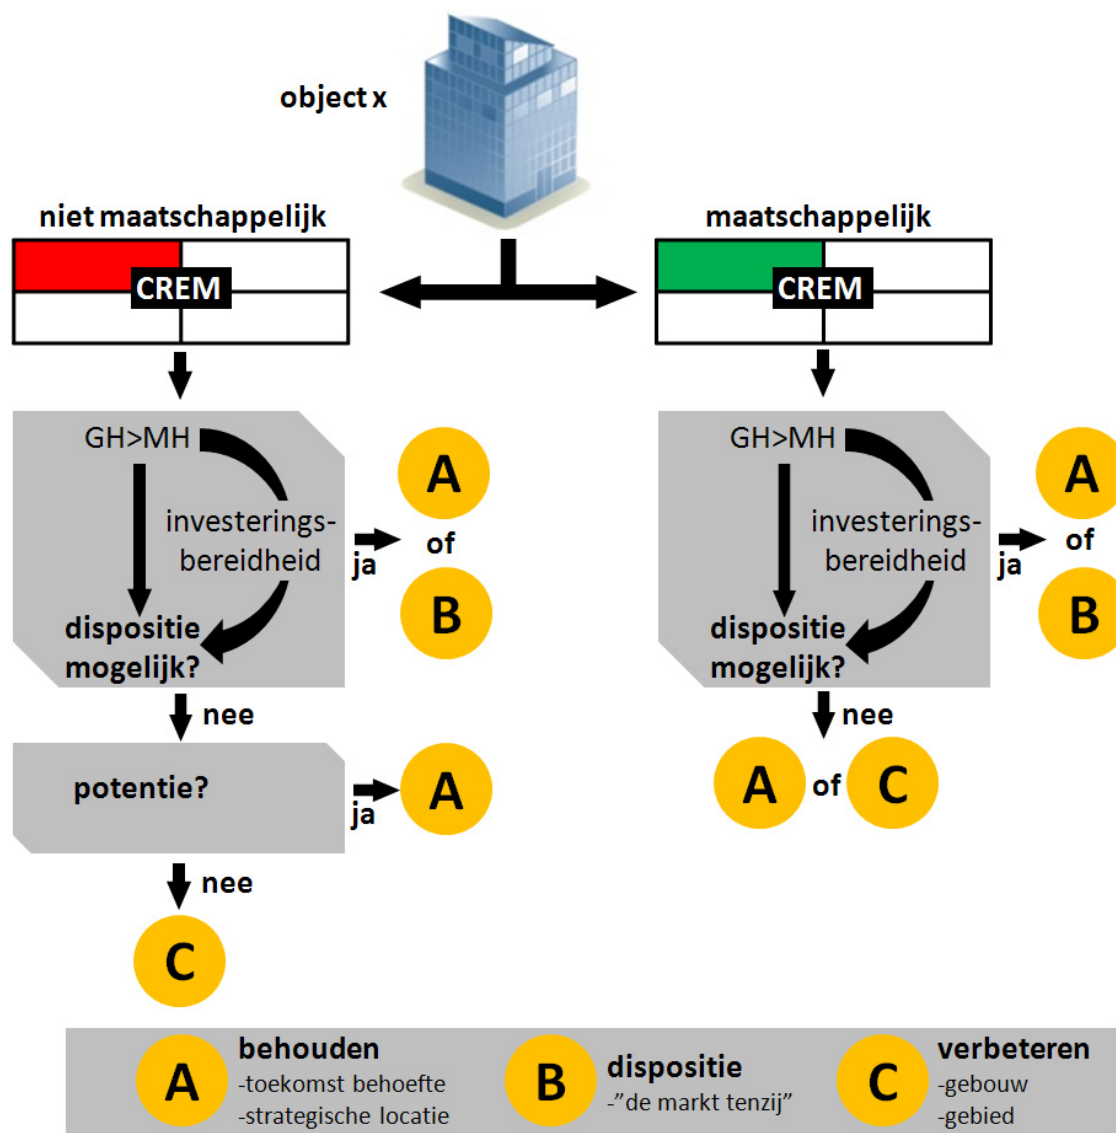 object x
niet maatschappelijk
CREM
GH>MH
investerings-
bereidheid
dispositie
mogelijk?
ja
A
of
B
nee
potentie?
ja
A
nee
C
maatschappelijk
CREM
GH>MH
investerings-
bereidheid
dispositie
mogelijk?
ja
A
of
B
nee
A of C
A
behouden
-toekomst behoefte
-strategische locatie
B
dispositie
-”de markt tenzij”
C
verbeteren
-gebouw
-gebied